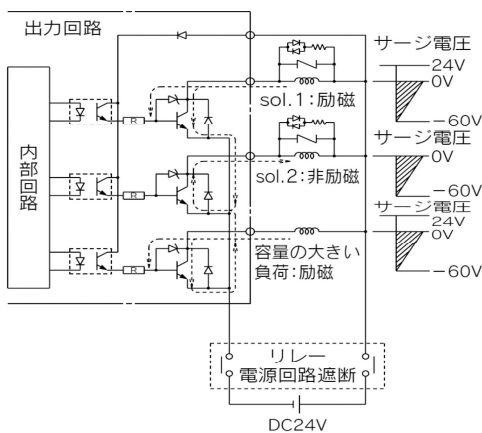 出力回路
内部回路
R
R
R
sol.1:励磁
sol.2:非励磁
容量の大きい
負荷:励磁
サージ電圧
24V
0V
−60V
サージ電圧
0V
−60V
サージ電圧
24V
0V
−60V
リレー
電源回路遮断
DC24V